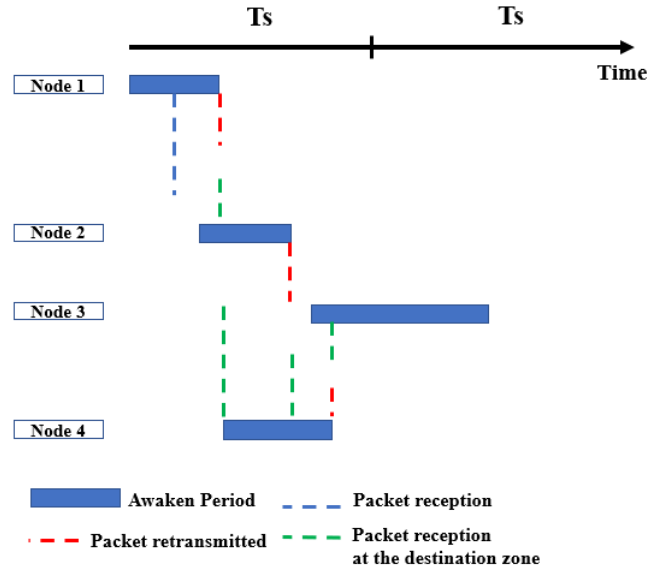 Ts Ts
Time
Node 1
Node 2
Node 3
Node 4
Awaken Period
Packet reception
Packet retransmitted
Packet reception
at the destination zone